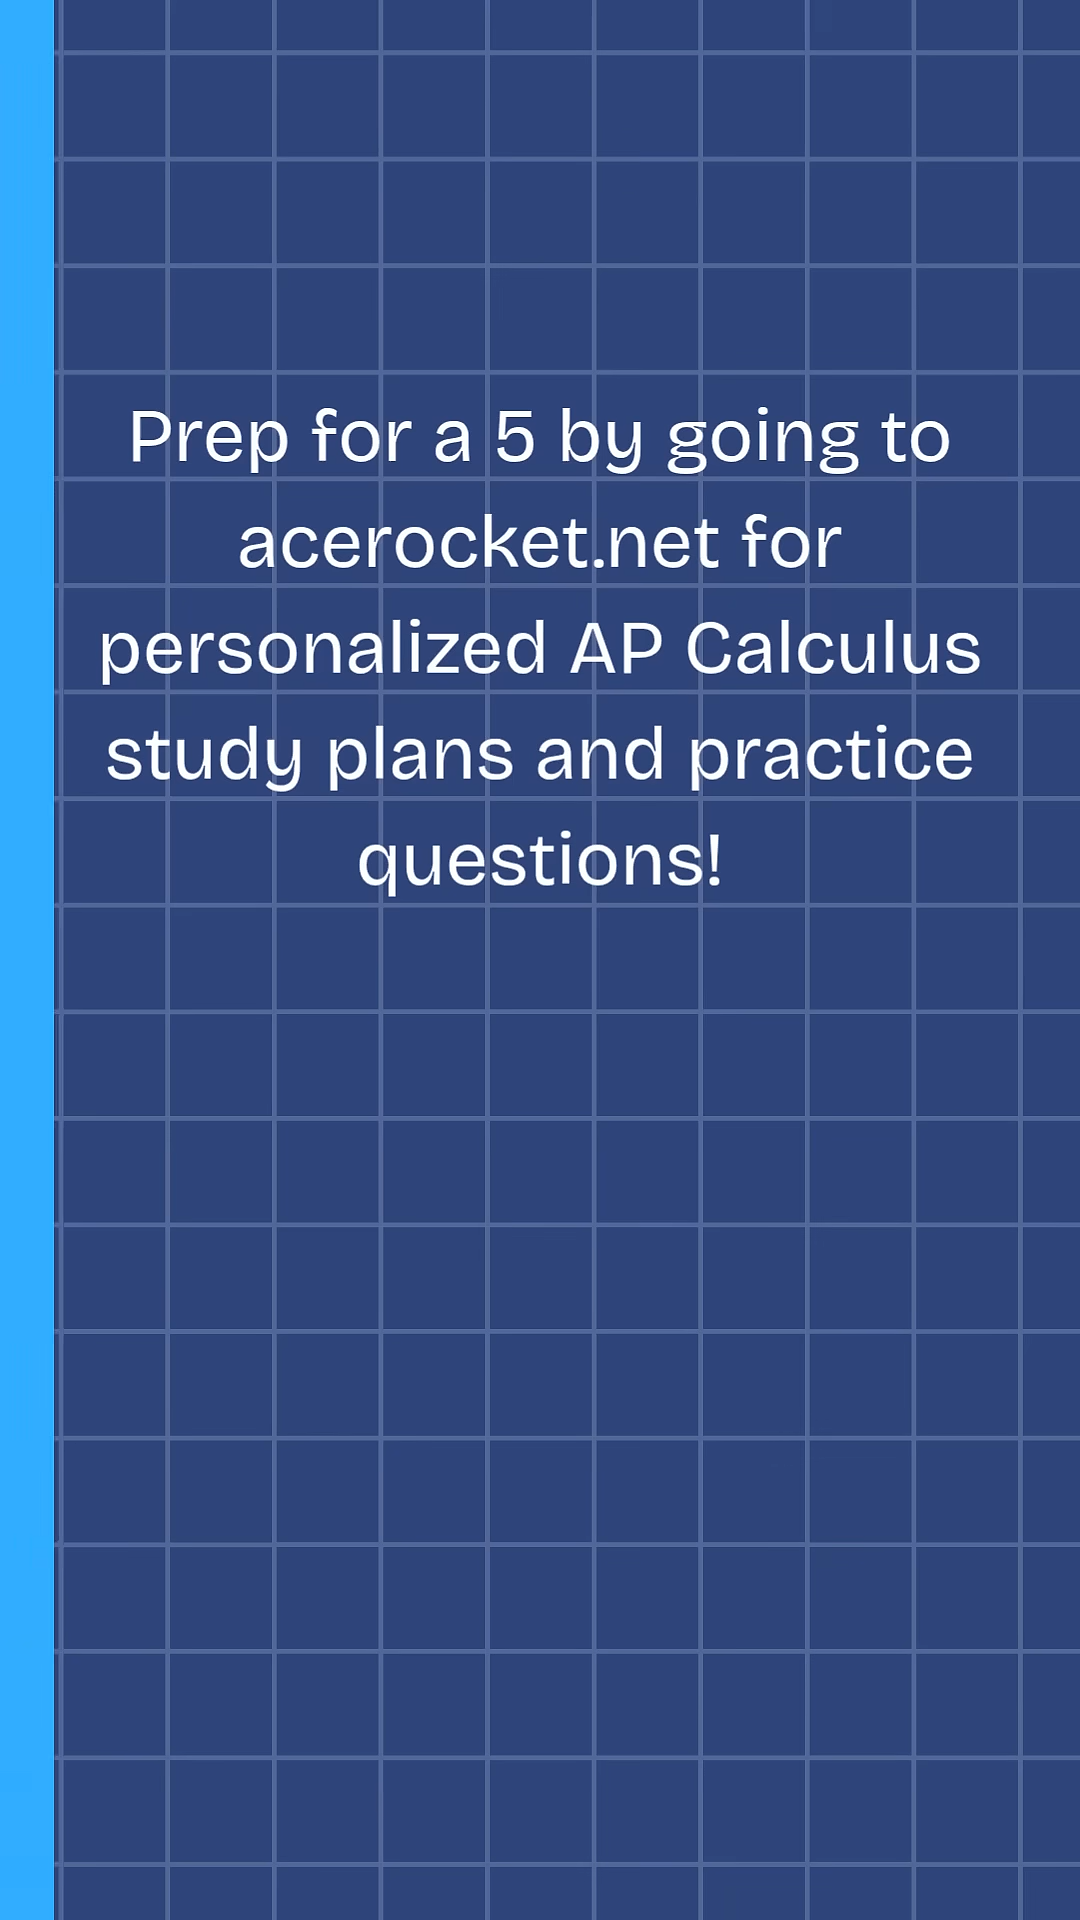 Prep for a 5 by going to
acerocket.net for
personalized AP Calculus
study plans and practice
questions!